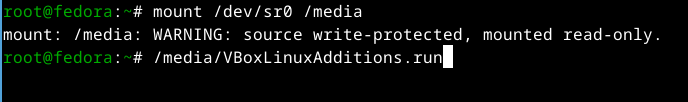 root@fedora:~# mount /dev/sr0 /media
mount: /media: WARNING: source write-protected, mounted read-only.
root@fedora:~# /media/VBoxLinuxAdditions.run